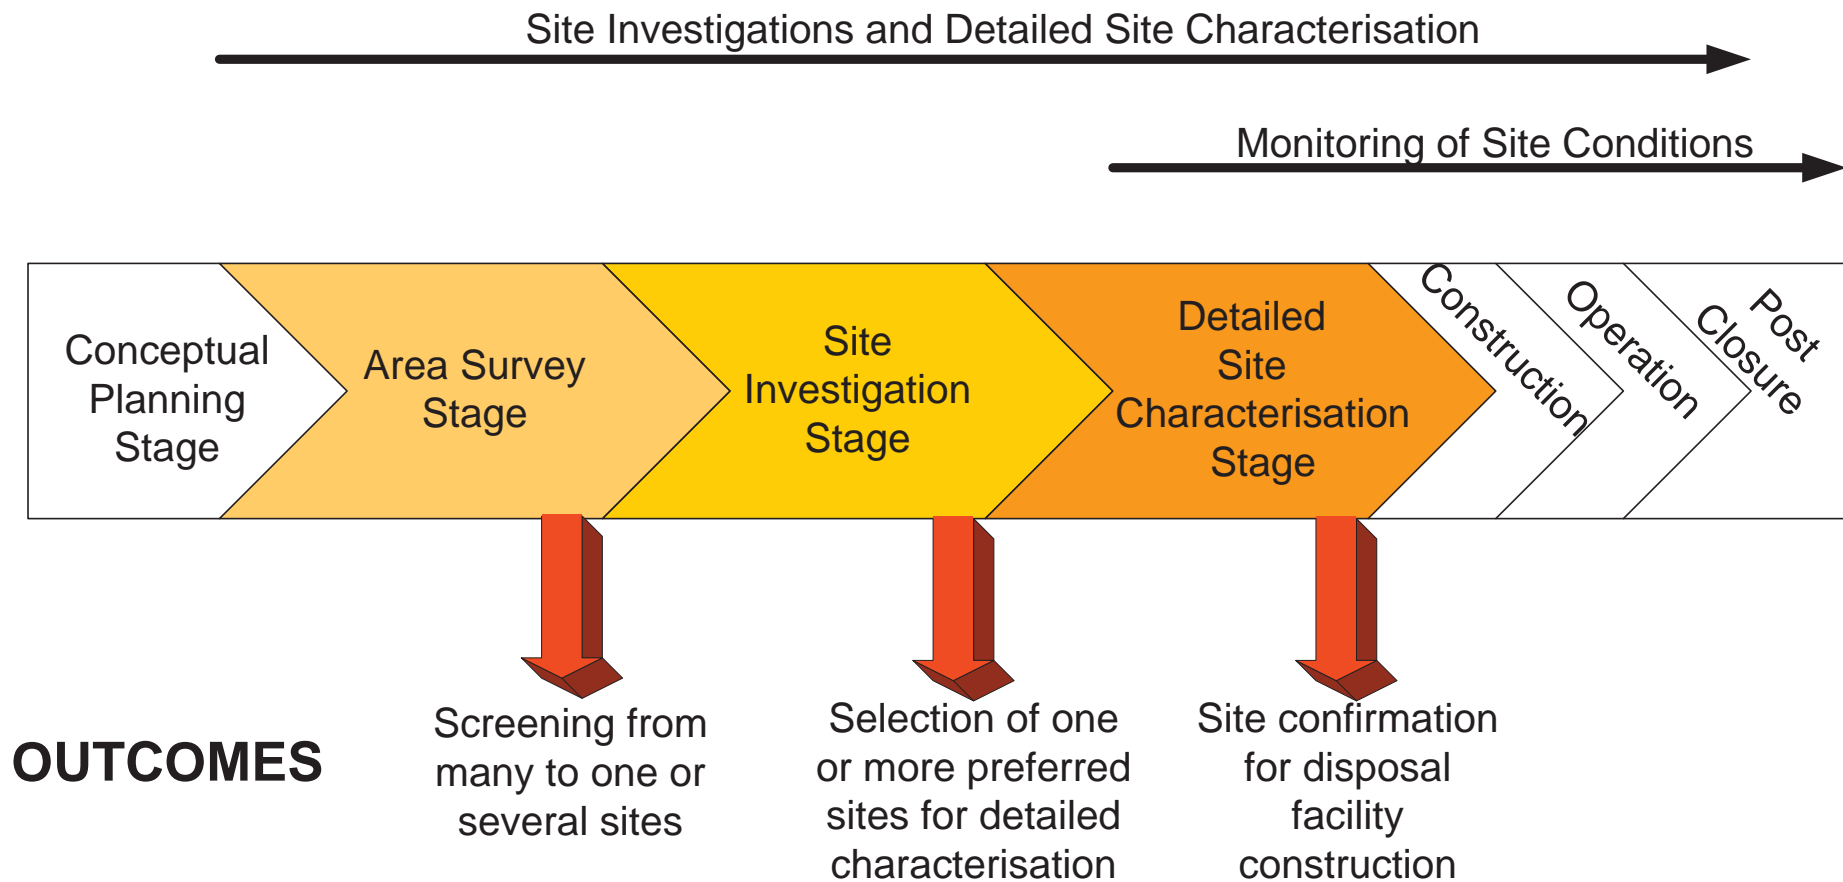 Site Investigations and Detailed Site Characterisation
Monitoring of Site Conditions
Conceptual
Planning
Stage
Area Survey
Stage
Site
Investigation
Stage
Detailed
Site
Characterisation
Stage
Construction
Operation
Post
Closure
OUTCOMES
Screening from
many to one or
several sites
Selection of one
or more preferred
sites for detailed
characterisation
Site confirmation
for disposal
facility
construction